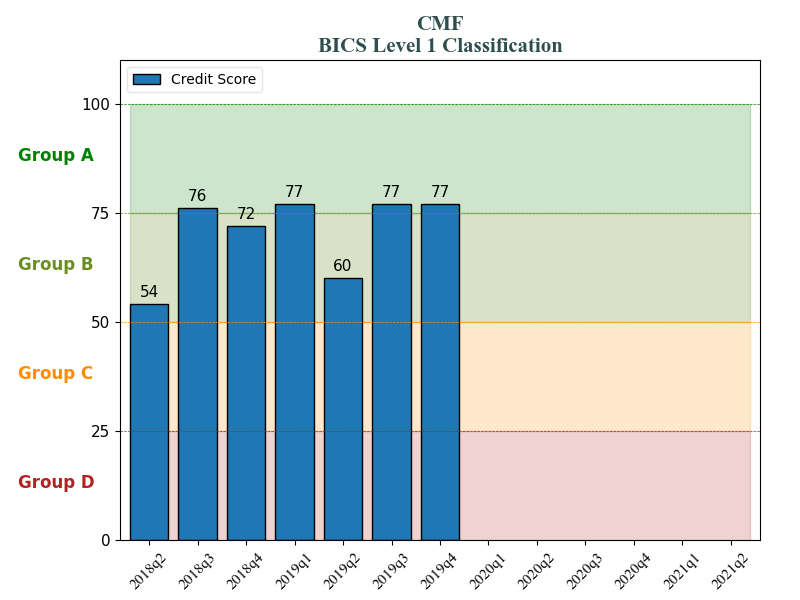 CMF
BICS Level 1 Classification
Credit Score
100
Group A
77
77
77
76
75
72
Group B
60
54
50
Group C
25
Group D
0
2018q2
2018q3
2018q4
2019q1
2019q2
2019q3
2019q4
2020q1
2020q2
2020q3
2020q4
2021q1
2021q2